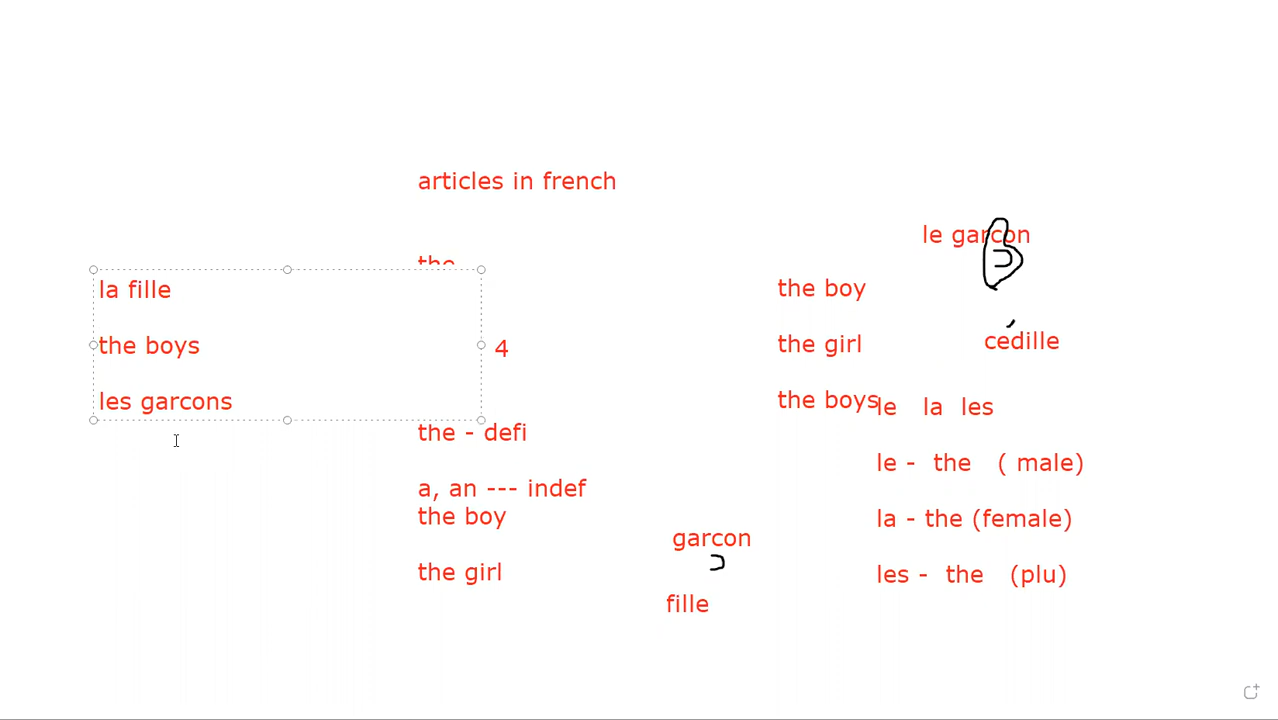 articles in french
the
la fille
the boys
les garcons
4
the - defi
a, an --- indef
the boy
the girl
garcon
fille
le garcon
the boy
the girl
the boys
cédille
le la les
le - the ( male)
la - the (female)
les - the (plu)